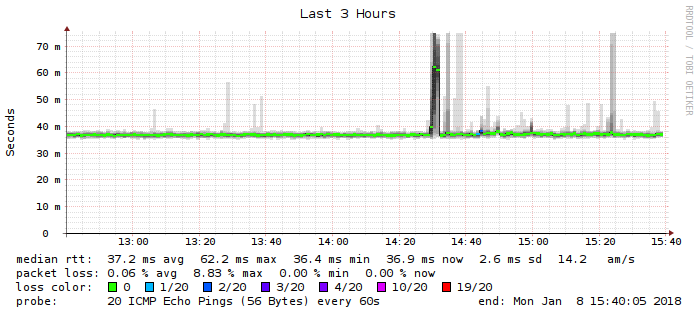 Last 3 Hours
RRDTOOL / TOBI OETIKER
Seconds
70 m
60 m
50 m
40 m
30 m
20 m
10 m
0
13:00 13:20 13:40 14:00 14:20 14:40 15:00 15:20 15:40
median rtt: 37.2 ms avg 62.2 ms max 36.4 ms min 36.9 ms now 2.6 ms sd 14.2 am/s
packet loss: 0.06 % avg 8.83 % max 0.00 % min 0.00 % now
loss color: 0 1/20 2/20 3/20 4/20 10/20 19/20
probe: 20 ICMP Echo Pings (56 Bytes) every 60s end: Mon Jan 8 15:40:05 2018